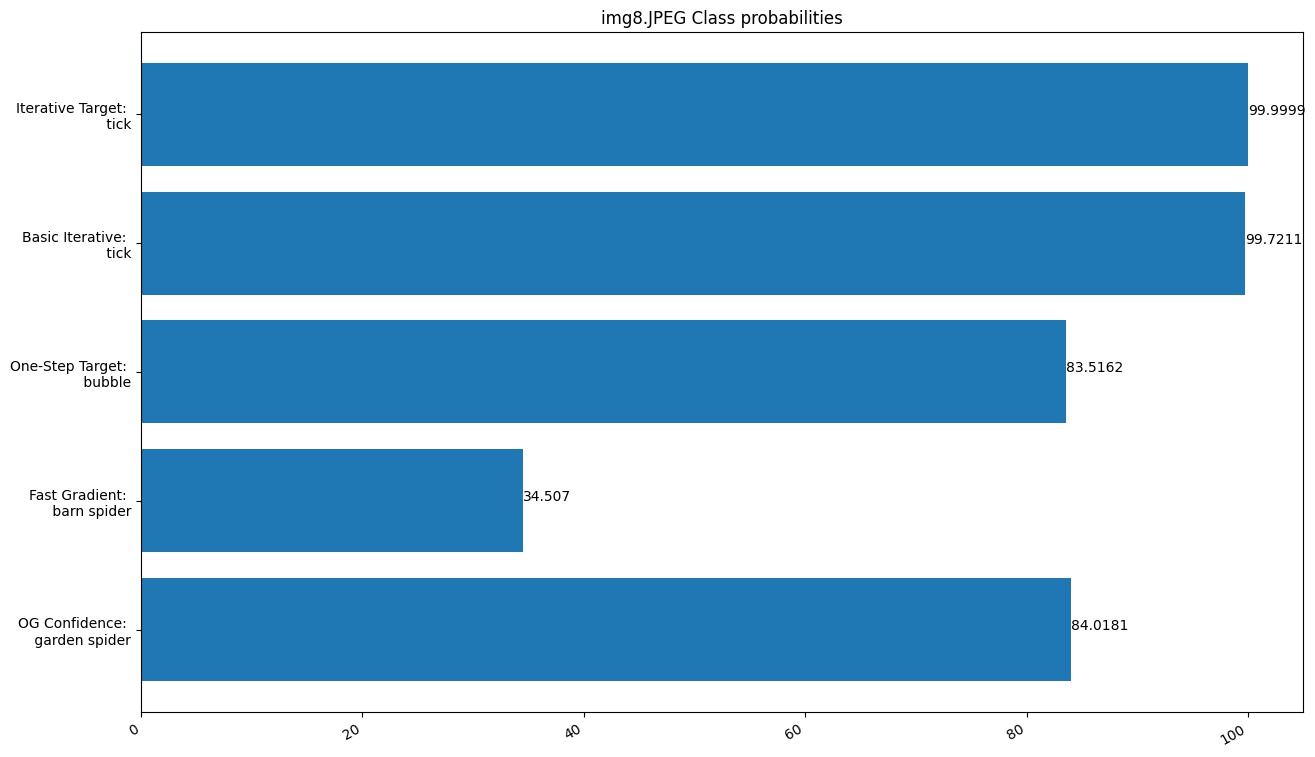 img8.JPEG Class probabilities
Iterative Target:
tick
99.9999
Basic Iterative:
tick
99.7211
One-Step Target:
bubble
83.5162
Fast Gradient:
barn spider
34.507
OG Confidence:
garden spider
84.0181
0
20
40
60
80
100